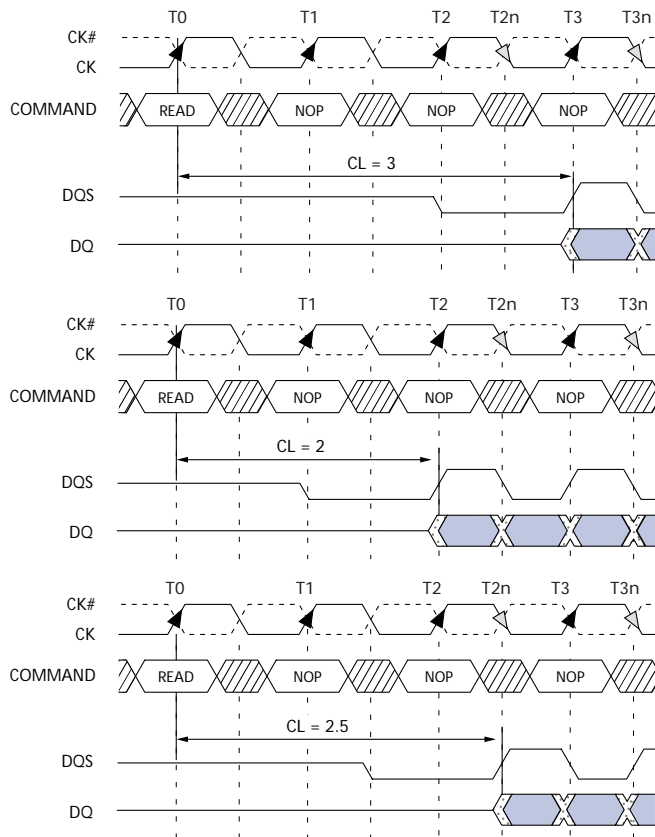 T0 T1 T2 T2n T3 T3n
CK#
CK
COMMAND READ NOP NOP NOP
CL = 3
DQS
DQ
T0 T1 T2 T2n T3 T3n
CK#
CK
COMMAND READ NOP NOP NOP
CL = 2
DQS
DQ
T0 T1 T2 T2n T3 T3n
CK#
CK
COMMAND READ NOP NOP NOP
CL = 2.5
DQS
DQ